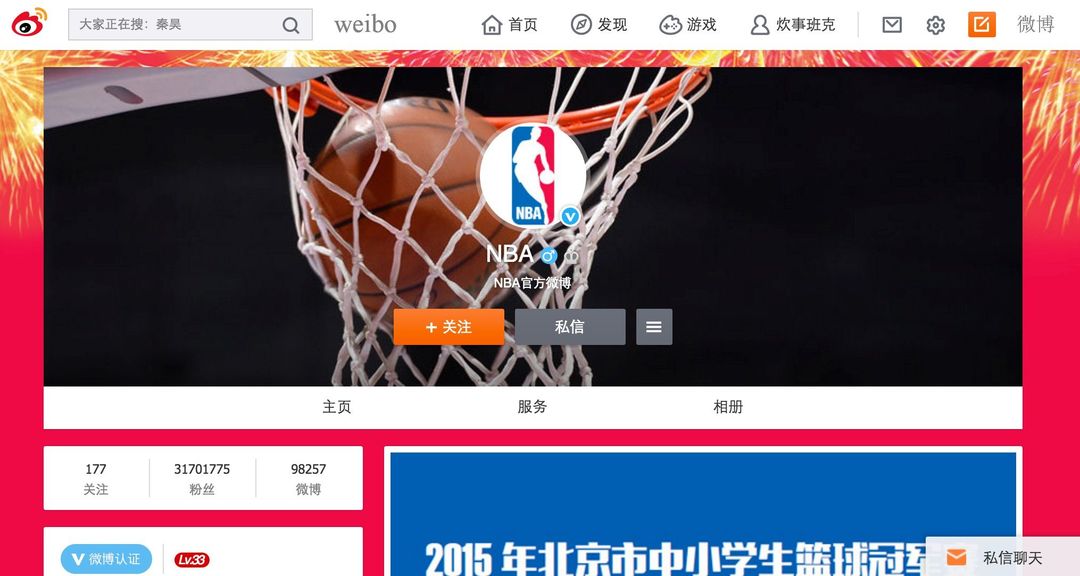 大家正在搜：秦昊
weibo
首页
发现
游戏
炊事班克
微博
NBA
NBA
NBA官方微博
+ 关注
私信
主页
服务
相册
177
31701775
98257
关注
粉丝
微博
V 微博认证
Lv.33
2015 年北京市中小学生篮球冠军赛
私信聊天